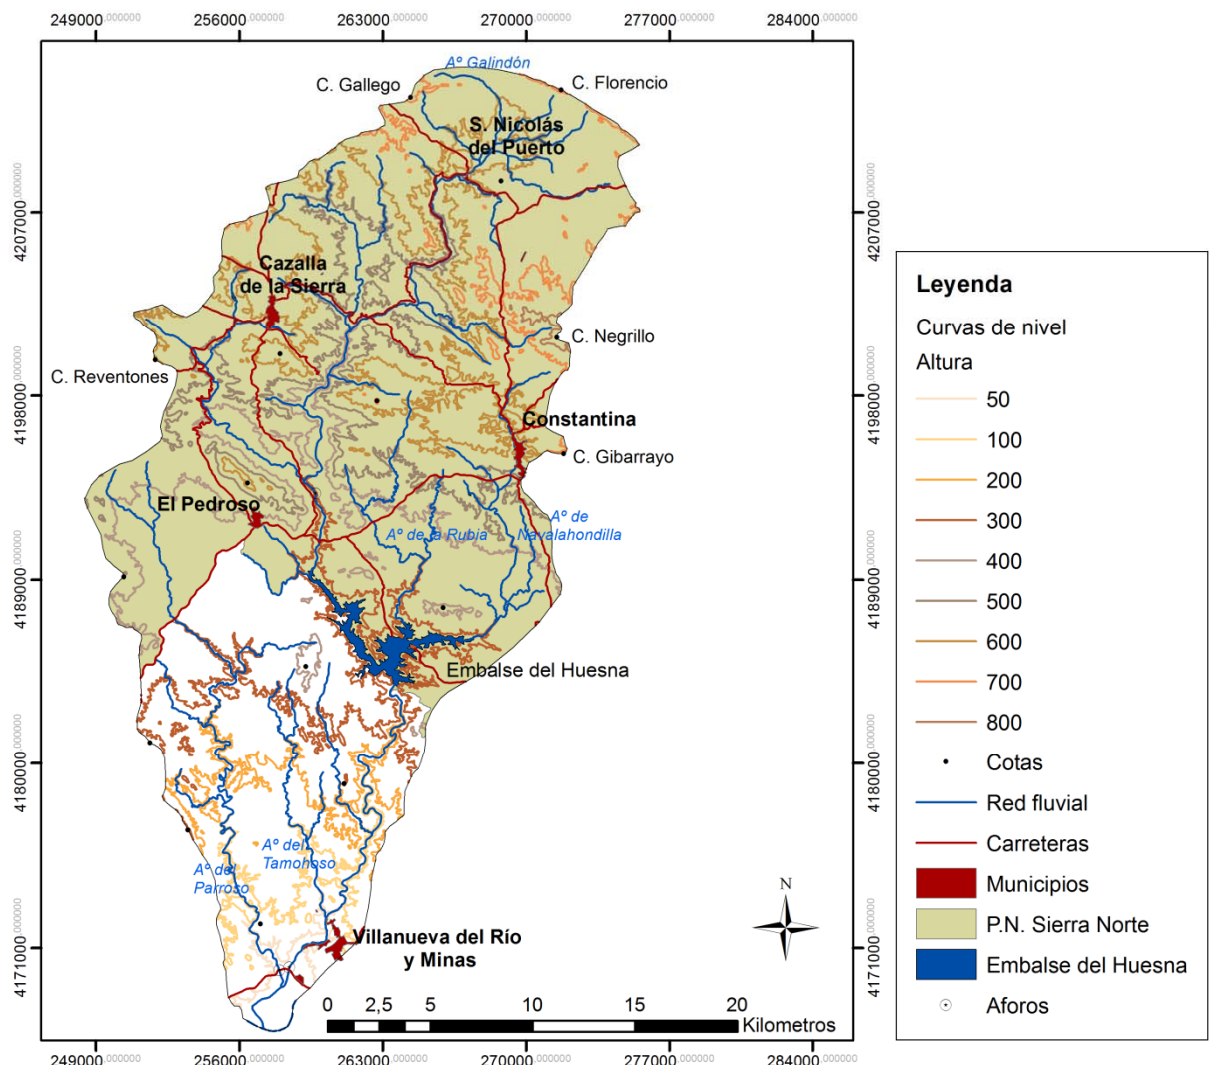 249000,000000 256000,000000 263000,000000 270000,000000 277000,000000 284000,000000
Aº Galindón
C. Gallego
C. Florencio
S. Nicolás
del Puerto
4207000,000000
4207000,000000
Cazalla
de la Sierra
C. Negrillo
C. Reventones
4198000,000000
4198000,000000
Constantina
C. Gibarrayo
El Pedroso
Aº de la Rubia
Aº de
Navalahondilla
4189000,000000
4189000,000000
Embalse del Huesna
4180000,000000
4180000,000000
Aº del
Tamohoso
Aº del
Parroso
Villanueva del Río
y Minas
4171000,000000
4171000,000000
N
0 2,5 5 10 15 20
Kilometros
249000,000000 256000,000000 263000,000000 270000,000000 277000,000000 284000,000000
Leyenda
Curvas de nivel
Altura
50
100
200
300
400
500
600
700
800
Cotas
Red fluvial
Carreteras
Municipios
P.N. Sierra Norte
Embalse del Huesna
Aforos